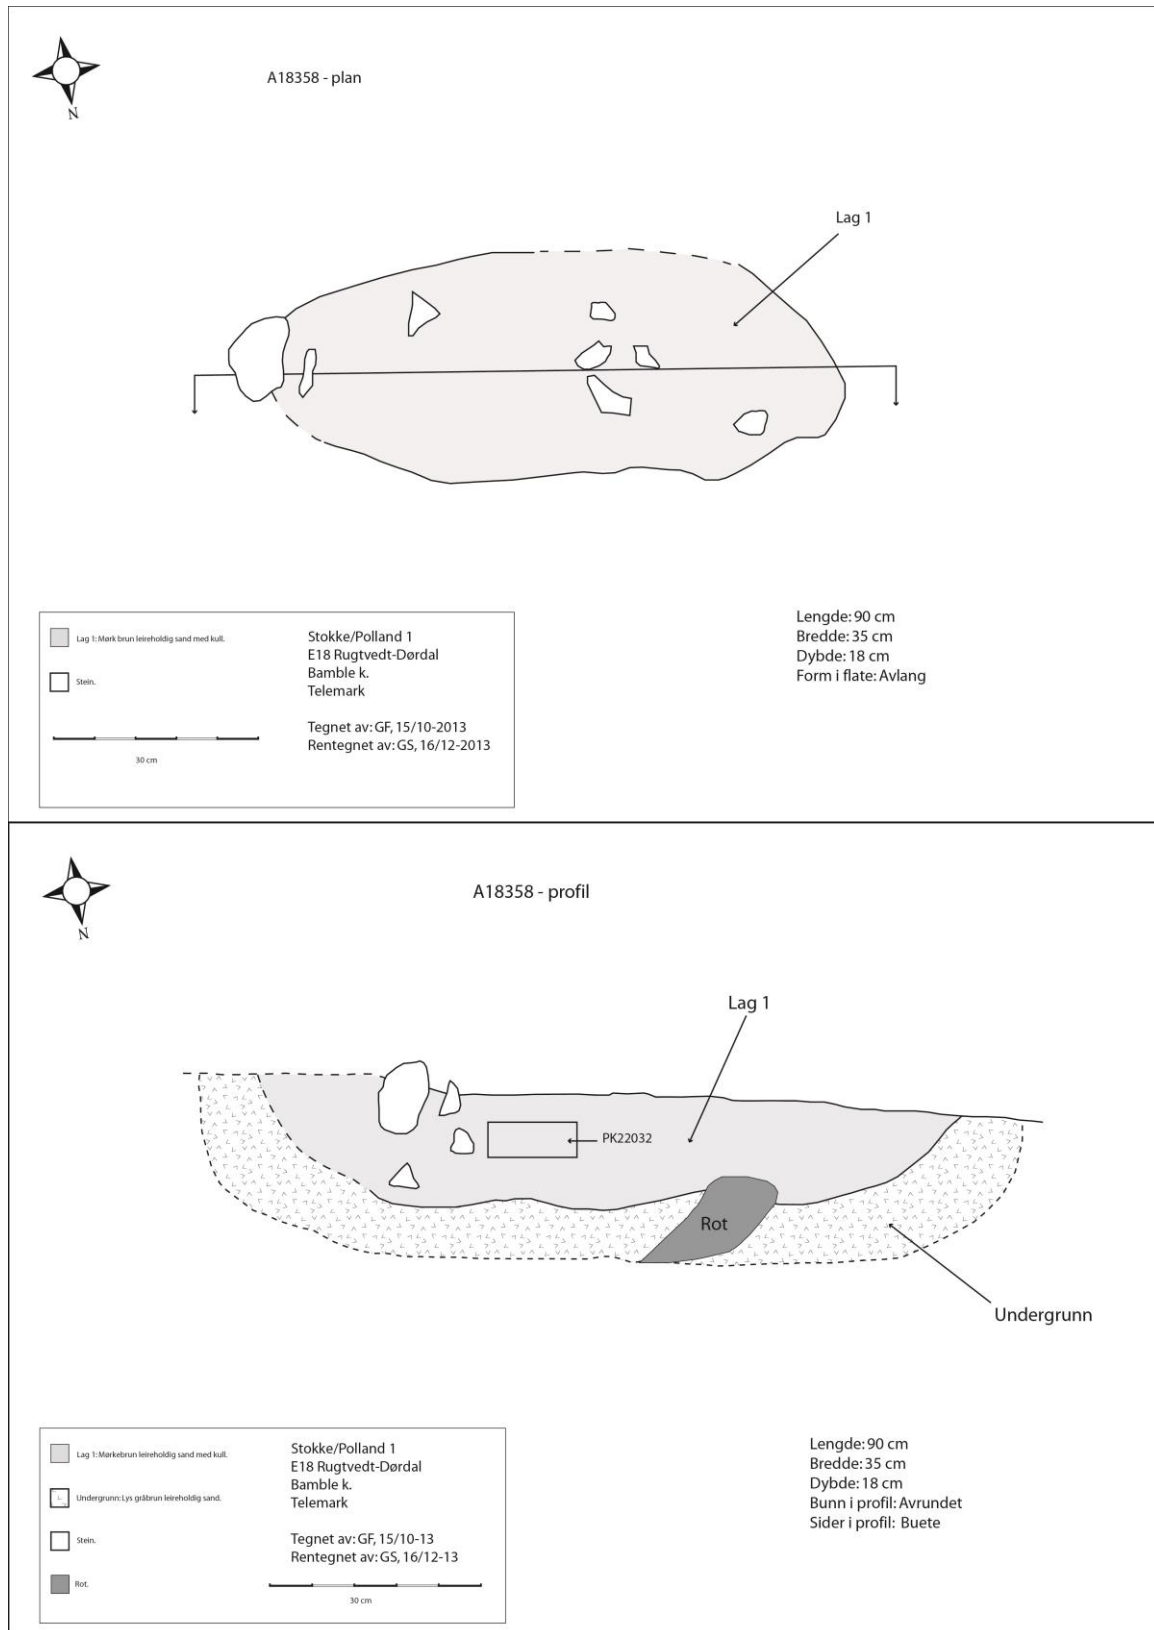 N
A18358 - plan
Lag 1
Lag 1: Mørk brun leireholdig sand med kull.
Stein.
30 cm
Stokke/Polland 1
E18 Rugtvedt-Dørdal
Bamble k.
Telemark
Tegnet av: GF, 15/10-2013
Rentegnet av: GS, 16/12-2013
Lengde: 90 cm
Bredde: 35 cm
Dybde: 18 cm
Form i flate: Avlang
N
A18358 - profil
Lag 1
PK22032
Rot
Undergrunn
Lag 1: Mørkebrun leireholdig sand med kull.
Undergrunn: Lys gråbrun leireholdig sand.
Stein.
Rot.
Stokke/Polland 1
E18 Rugtvedt-Dørdal
Bamble k.
Telemark
Tegnet av: GF, 15/10-13
Rentegnet av: GS, 16/12-13
30 cm
Lengde: 90 cm
Bredde: 35 cm
Dybde: 18 cm
Bunn i profil: Avrundet
Sider i profil: Buete